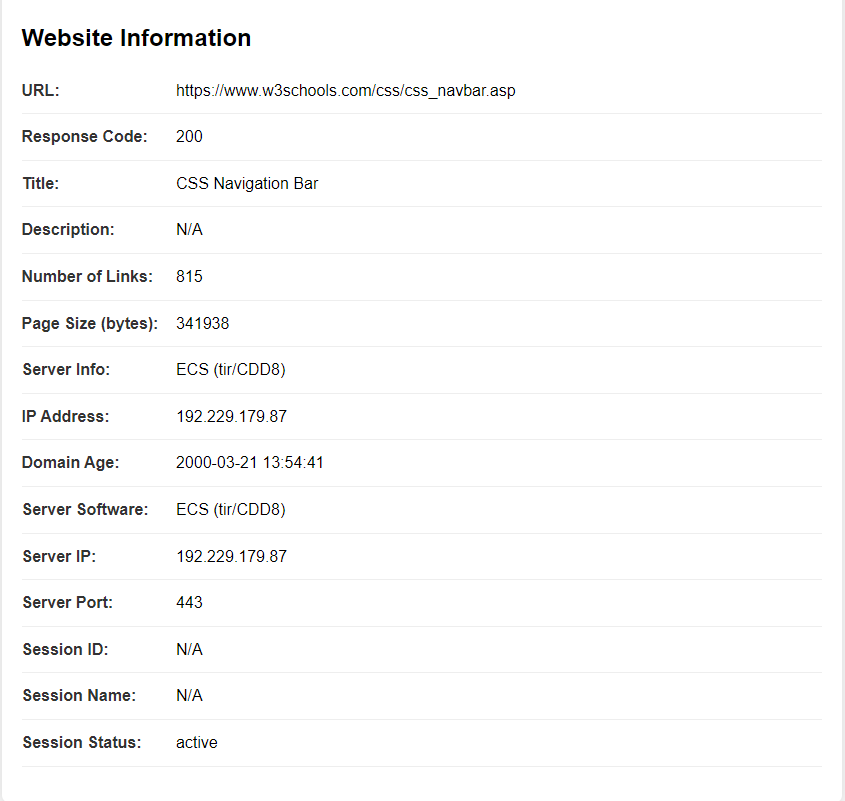 Website Information
URL: https://www.w3schools.com/css/css_navbar.asp
Response Code: 200
Title: CSS Navigation Bar
Description: N/A
Number of Links: 815
Page Size (bytes): 341938
Server Info: ECS (tir/CDD8)
IP Address: 192.229.179.87
Domain Age: 2000-03-21 13:54:41
Server Software: ECS (tir/CDD8)
Server IP: 192.229.179.87
Server Port: 443
Session ID: N/A
Session Name: N/A
Session Status: active